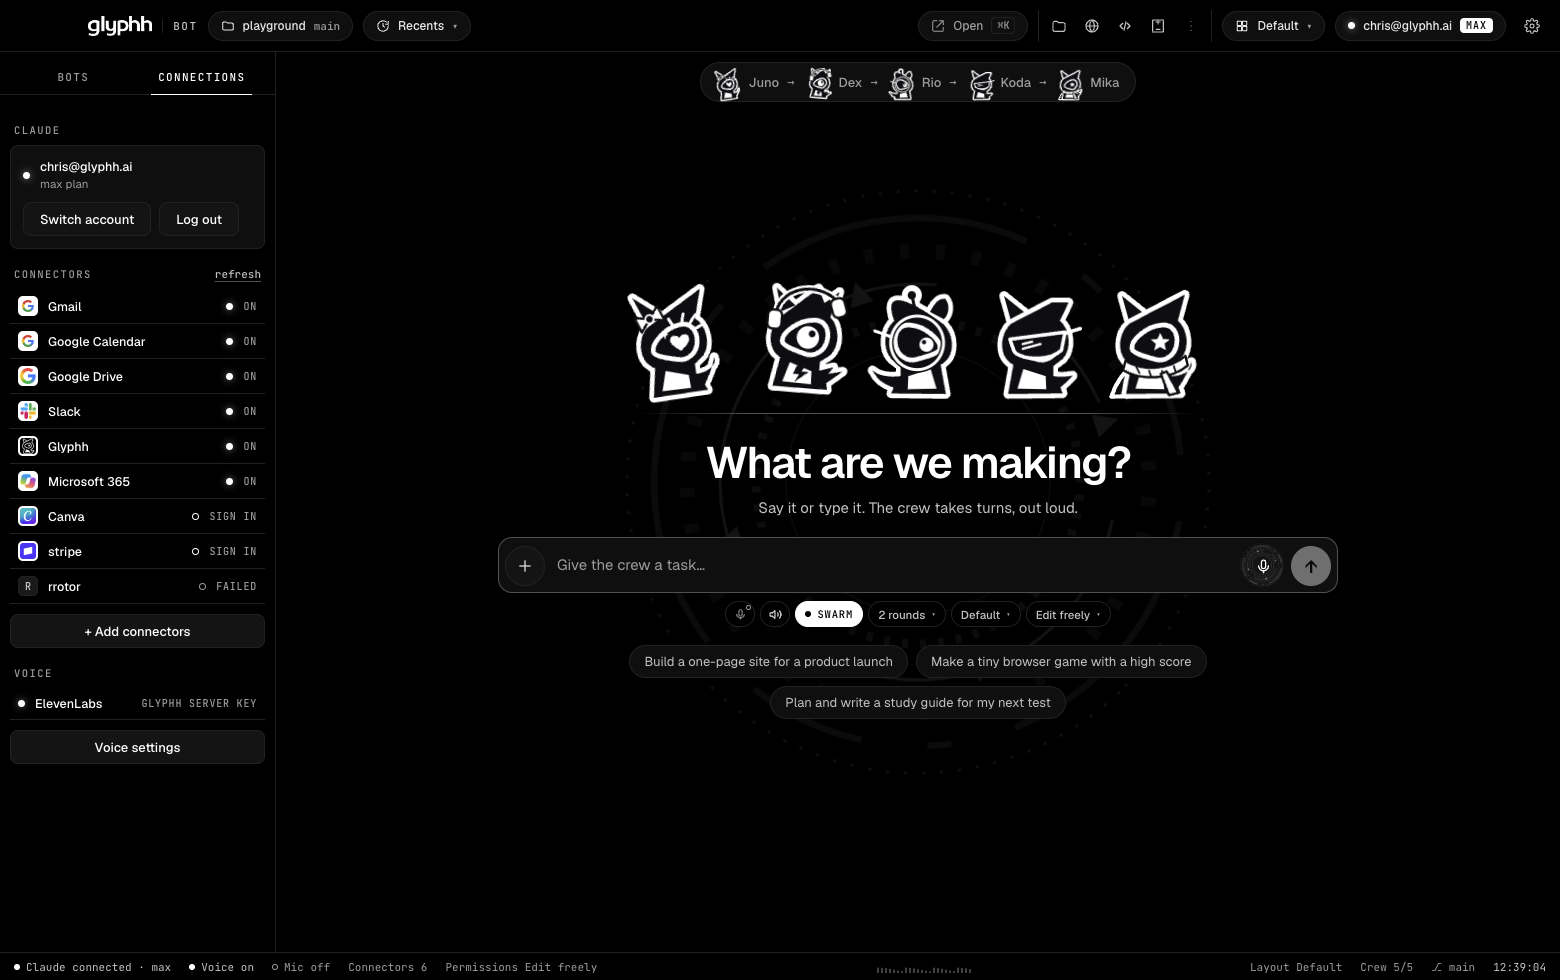 glyphh BOT playground main Recents Open ⌘K Default chris@glyphh.ai MAX
BOTS CONNECTIONS
Juno → Dex → Rio → Koda → Mika
CLAUDE
chris@glyphh.ai
max plan
Switch account Log out
CONNECTORS refresh
Gmail ON
Google Calendar ON
Google Drive ON
Slack ON
Glyphh ON
Microsoft 365 ON
Canva SIGN IN
stripe SIGN IN
R rrotor FAILED
+ Add connectors
VOICE
ElevenLabs GLYPHH SERVER KEY
Voice settings
What are we making?
Say it or type it. The crew takes turns, out loud.
Give the crew a task...
SWARM 2 rounds Default Edit freely
Build a one-page site for a product launch Make a tiny browser game with a high score
Plan and write a study guide for my next test
Claude connected · max Voice on Mic off Connectors 6 Permissions Edit freely Layout Default Crew 5/5 main 12:39:04